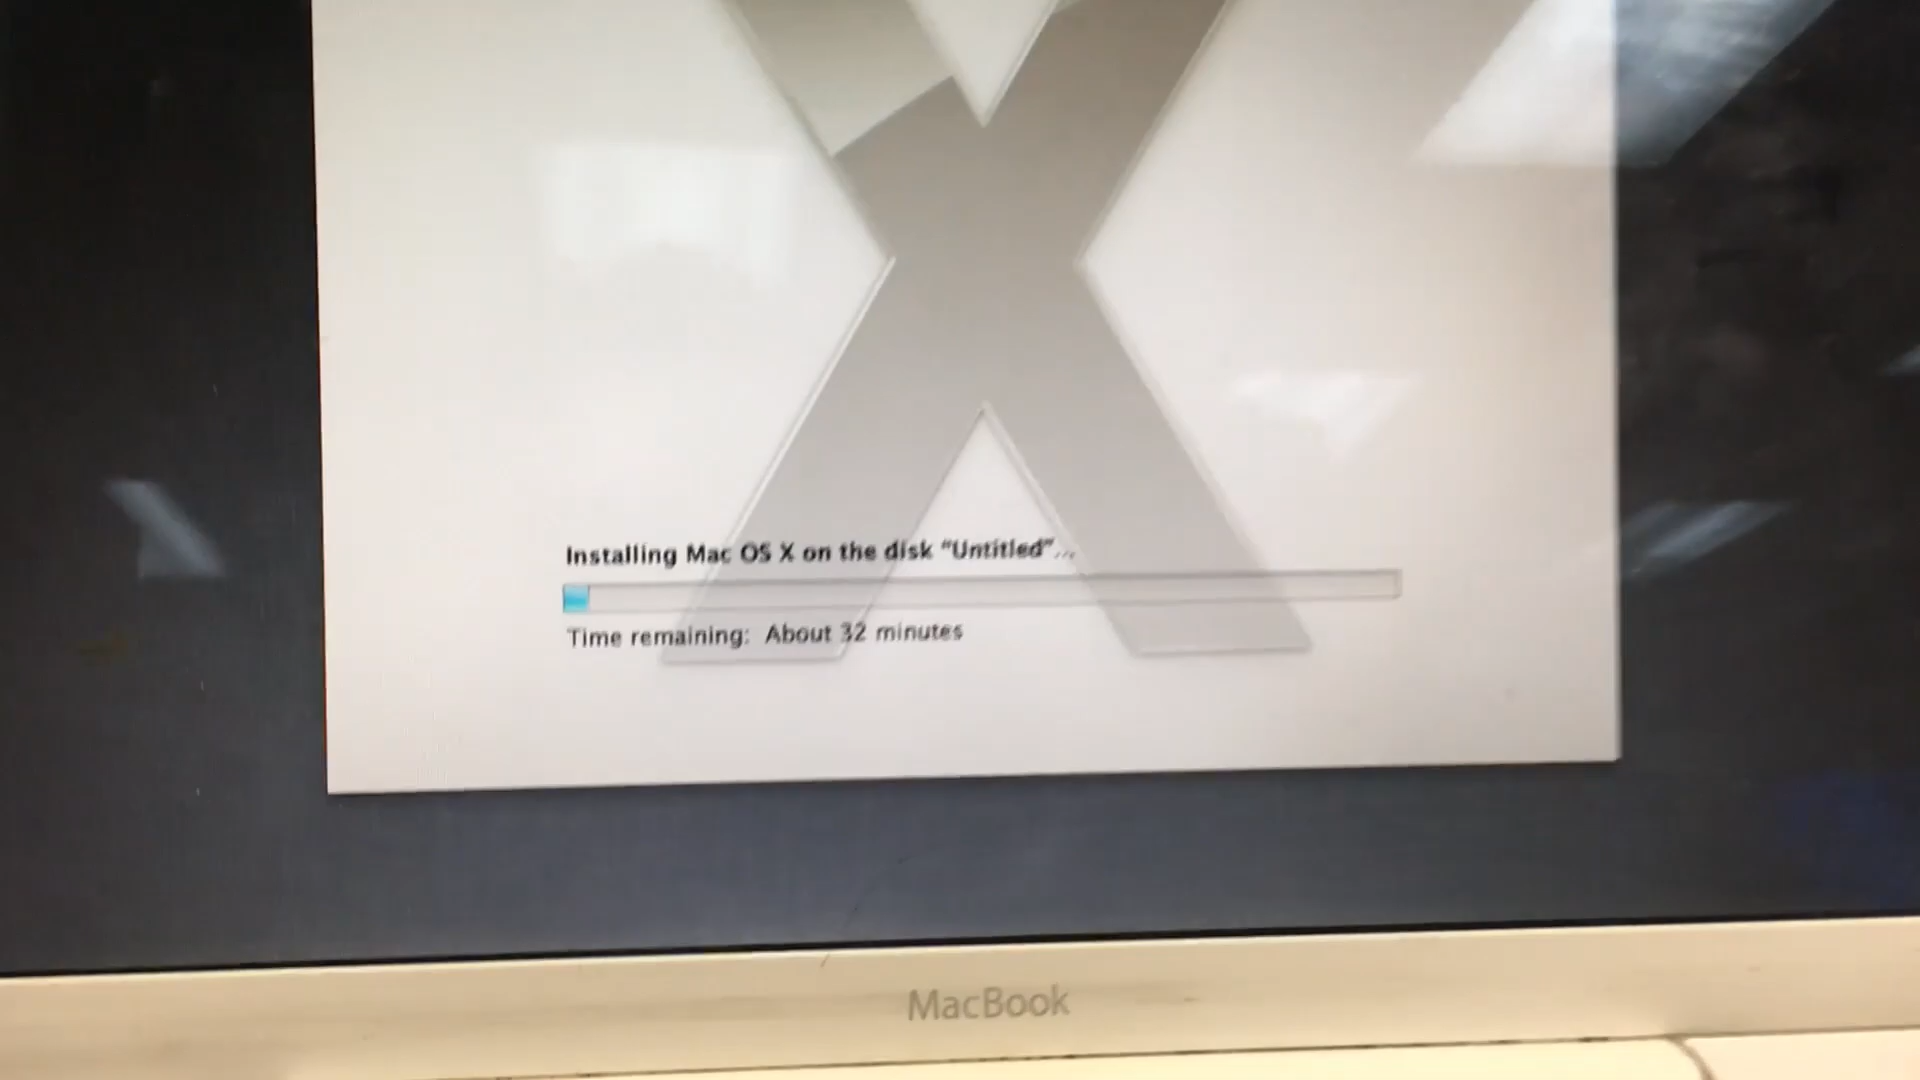 Installing Mac OS X on the disk “Untitled”...
Time remaining: About 32 minutes
MacBook